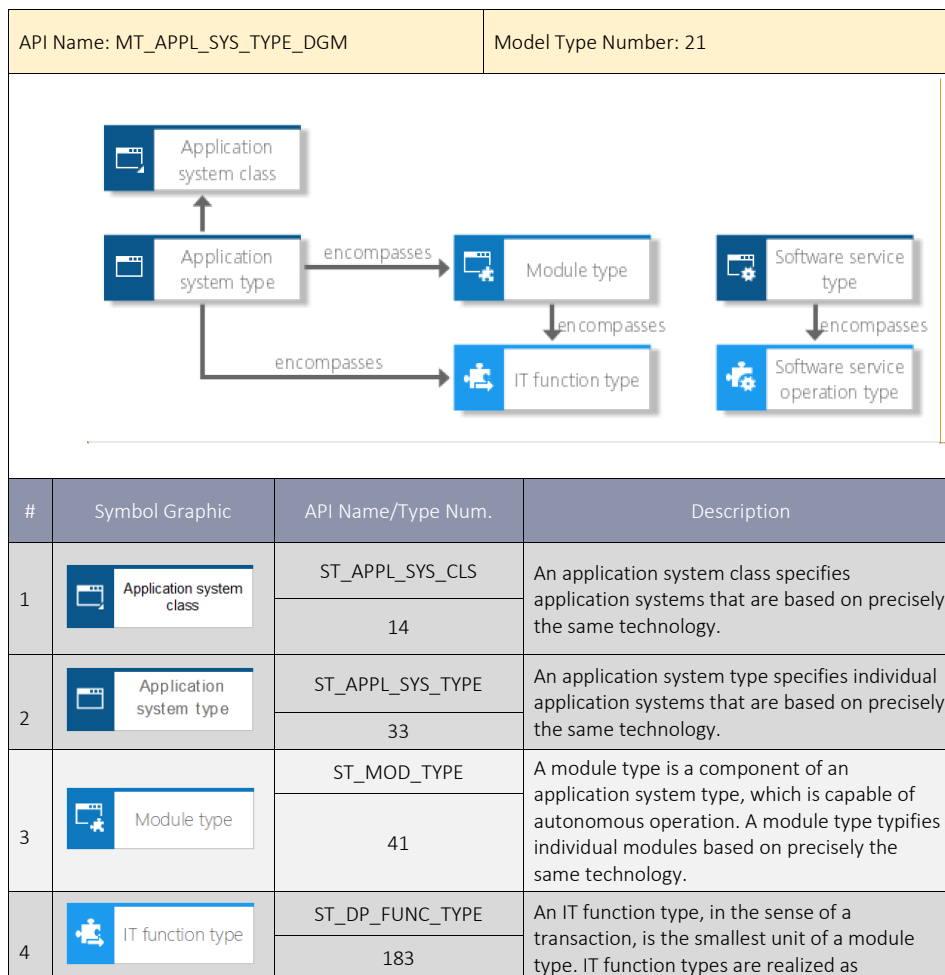 API Name: MT_APPL_SYS_TYPE_DGM
Model Type Number: 21
Application
system class
Application
system type
encompasses
Module type
Software service
type
encompasses
encompasses
encompasses
IT function type
Software service
operation type
#
Symbol Graphic
API Name/Type Num.
Description
1
Application system
class
ST_APPL_SYS_CLS
14
An application system class specifies
application systems that are based on precisely
the same technology.
2
Application
system type
ST_APPL_SYS_TYPE
33
An application system type specifies individual
application systems that are based on precisely
the same technology.
3
Module type
ST_MOD_TYPE
41
A module type is a component of an
application system type, which is capable of
autonomous operation. A module type typifies
individual modules based on precisely the
same technology.
4
IT function type
ST_DP_FUNC_TYPE
183
An IT function type, in the sense of a
transaction, is the smallest unit of a module
type. IT function types are realized as